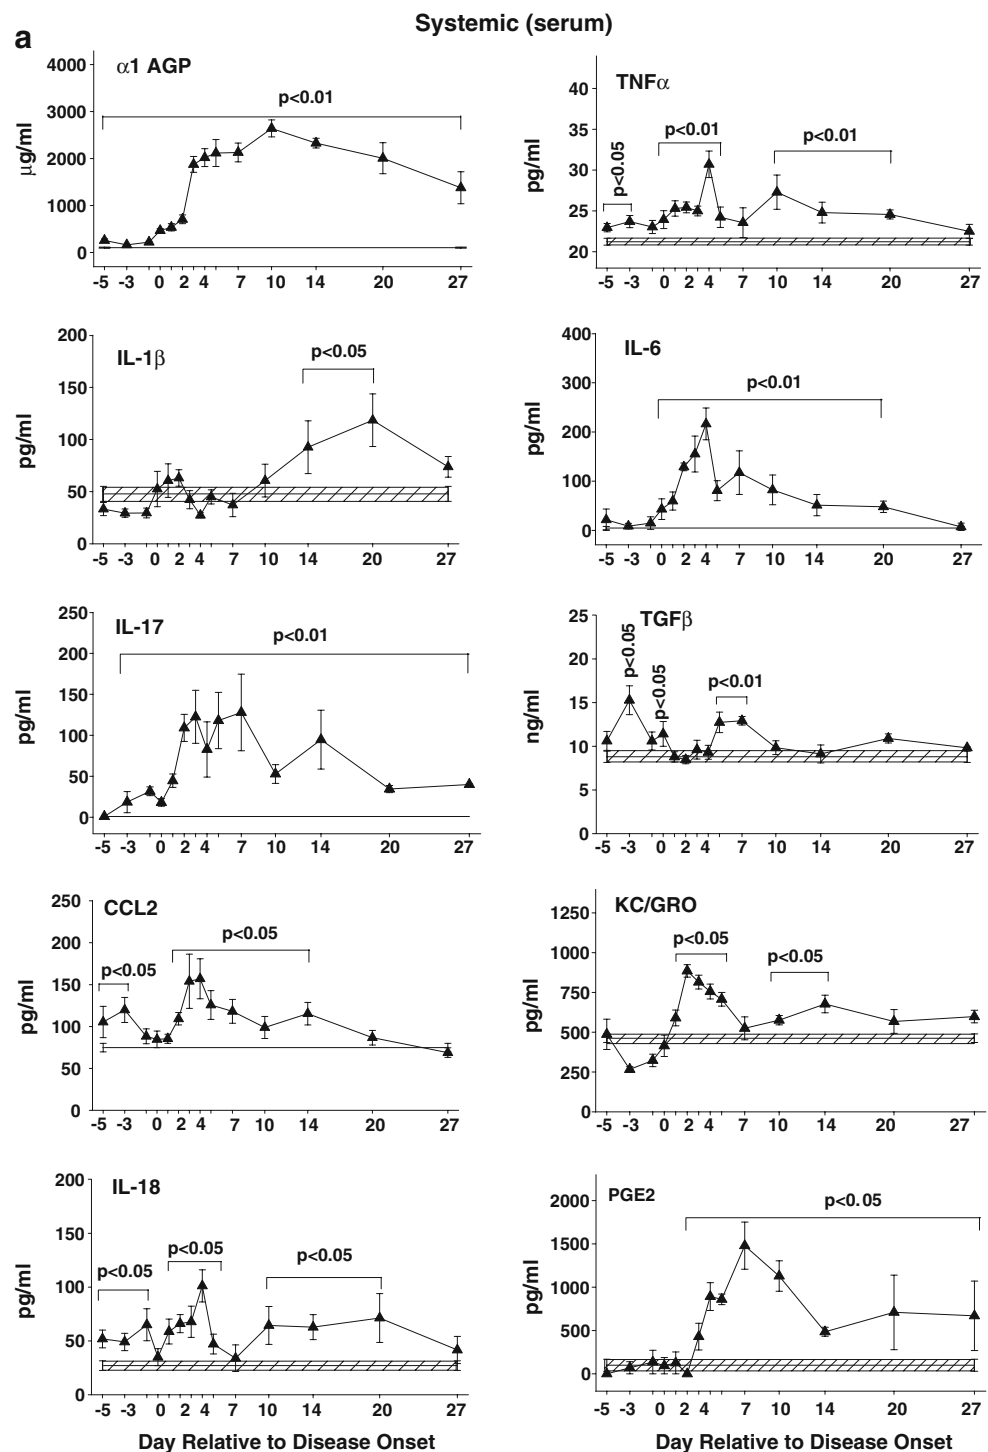 Systemic (serum)
a
α1 AGP
p<0.01
μg/ml
4000
3000
2000
1000
0
-5 -3 0 2 4 7 10 14 20 27
TNFα
p<0.05
p<0.01
p<0.01
pg/ml
40
35
30
25
20
-5 -3 0 2 4 7 10 14 20 27
IL-1β
p<0.05
pg/ml
200
150
100
50
0
-5 -3 0 2 4 7 10 14 20 27
IL-6
p<0.01
pg/ml
400
300
200
100
0
-5 -3 0 2 4 7 10 14 20 27
IL-17
p<0.01
pg/ml
250
200
150
100
50
0
-5 -3 0 2 4 7 10 14 20 27
TGFβ
p<0.05
p<0.05
p<0.01
ng/ml
25
20
15
10
5
0
-5 -3 0 2 4 7 10 14 20 27
CCL2
p<0.05
p<0.05
pg/ml
250
200
150
100
50
0
-5 -3 0 2 4 7 10 14 20 27
KC/GRO
p<0.05
p<0.05
pg/ml
1250
1000
750
500
250
0
-5 -3 0 2 4 7 10 14 20 27
IL-18
p<0.05
p<0.05
p<0.05
pg/ml
200
150
100
50
0
-5 -3 0 2 4 7 10 14 20 27
Day Relative to Disease Onset
PGE2
p<0.05
pg/ml
2000
1500
1000
500
0
-5 -3 0 2 4 7 10 14 20 27
Day Relative to Disease Onset